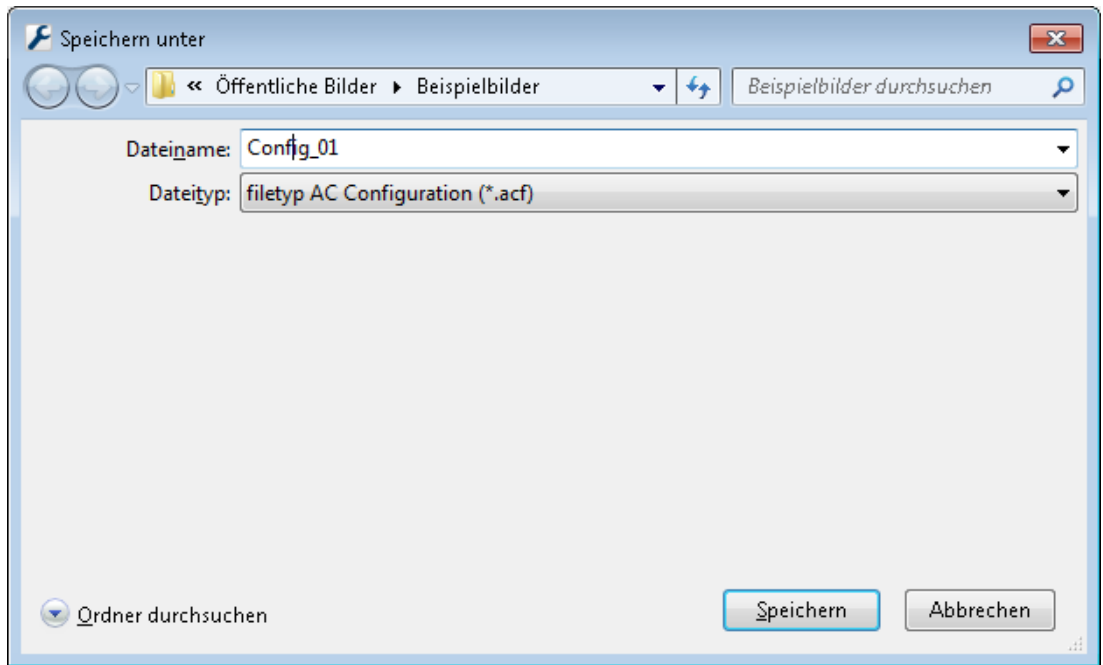 Speichern unter
« Öffentliche Bilder ▸ Beispielbilder Beispielbilder durchsuchen
Dateiname: Config_01
Dateityp: filetyp AC Configuration (*.acf)
Ordner durchsuchen Speichern Abbrechen